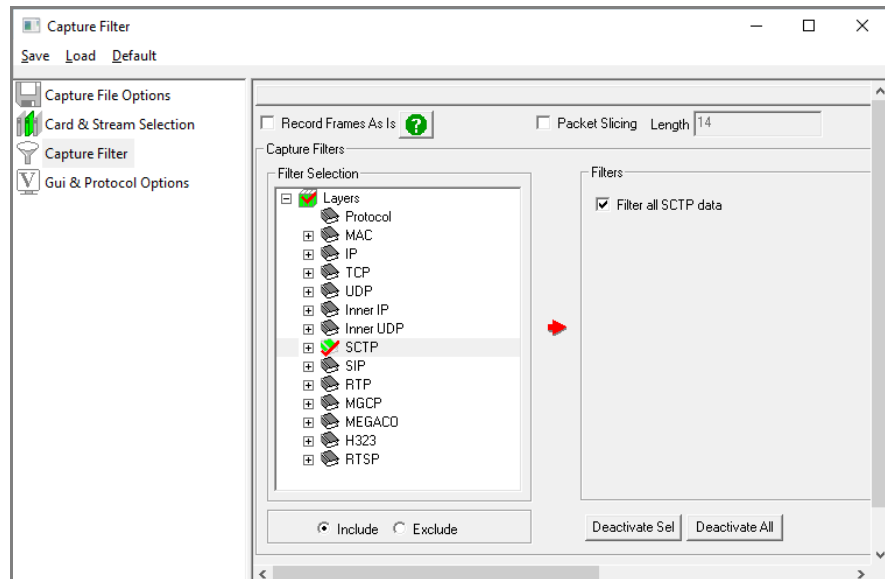 Capture Filter
Save Load Default
Capture File Options
Card & Stream Selection
Capture Filter
Gui & Protocol Options
Record Frames As Is ?
Packet Slicing Length 14
Capture Filters
Filter Selection
Layers
Protocol
MAC
IP
TCP
UDP
Inner IP
Inner UDP
SCTP
SIP
RTP
MGCP
MEGACO
H323
RTSP
Include Exclude
Filters
Filter all SCTP data
Deactivate Sel Deactivate All